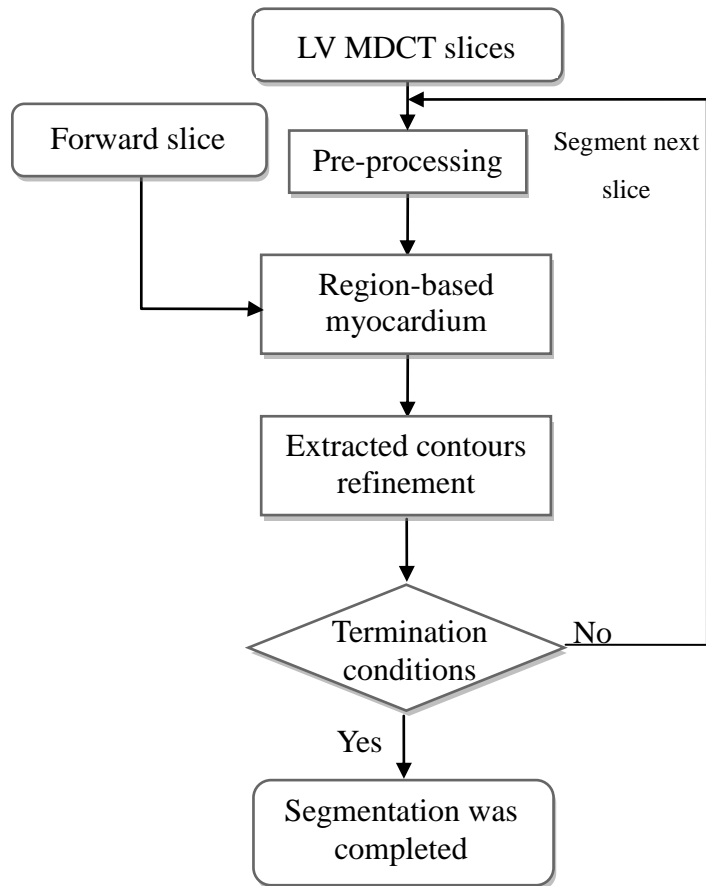 LV MDCT slices
Forward slice
Pre-processing
Segment next
slice
Region-based
myocardium
Extracted contours
refinement
Termination
conditions
No
Yes
Segmentation was
completed